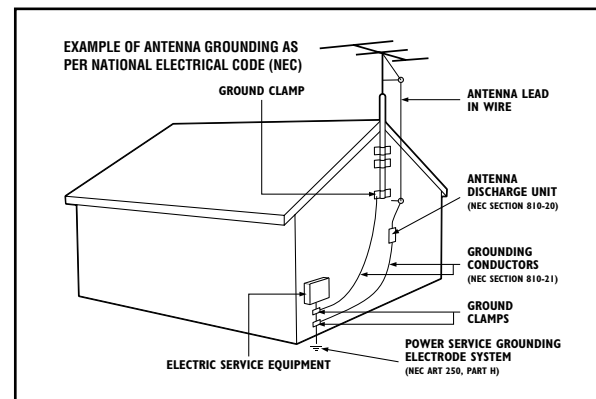 EXAMPLE OF ANTENNA GROUNDING AS
PER NATIONAL ELECTRICAL CODE (NEC)
GROUND CLAMP
ANTENNA LEAD
IN WIRE
ANTENNA
DISCHARGE UNIT
(NEC SECTION 810-20)
GROUNDING
CONDUCTORS
(NEC SECTION 810-21)
GROUND
CLAMPS
POWER SERVICE GROUNDING
ELECTRODE SYSTEM
(NEC ART 250, PART H)
ELECTRIC SERVICE EQUIPMENT